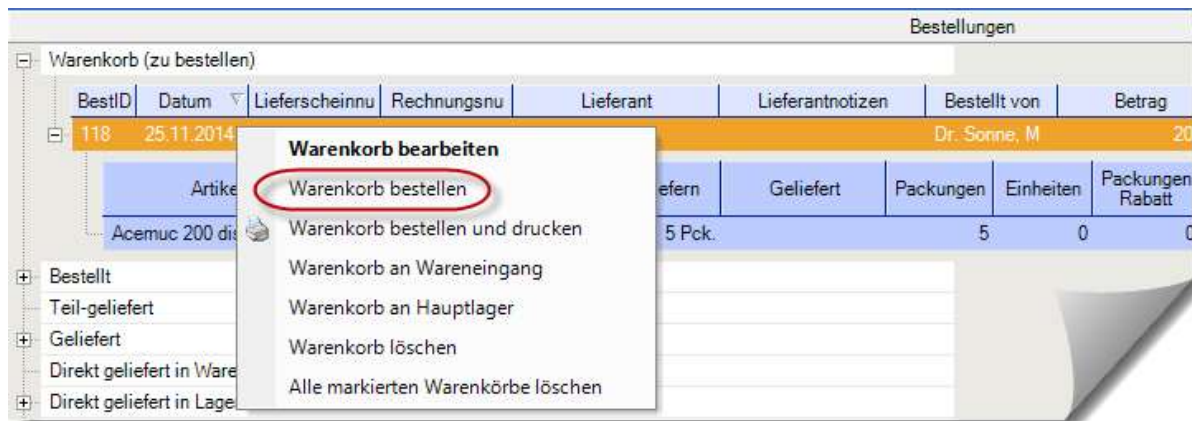 Bestellungen
Warenkorb (zu bestellen)
BestID Datum Lieferscheinnu Rechnungsnu Lieferant Lieferantnotizen Bestellt von Betrag
118 25.11.2014 Dr. Sonne, M 20
Warenkorb bearbeiten
Artike efern Geliefert Packungen Einheiten Packungen Rabatt
Warenkorb bestellen
Acemuc 200 dis 5 Pck. 5 0 0
Warenkorb bestellen und drucken
Warenkorb an Wareneingang
Bestellt
Teil-geliefert
Warenkorb an Hauptlager
Geliefert
Warenkorb löschen
Direkt geliefert in Ware
Alle markierten Warenkörbe löschen
Direkt geliefert in Lage